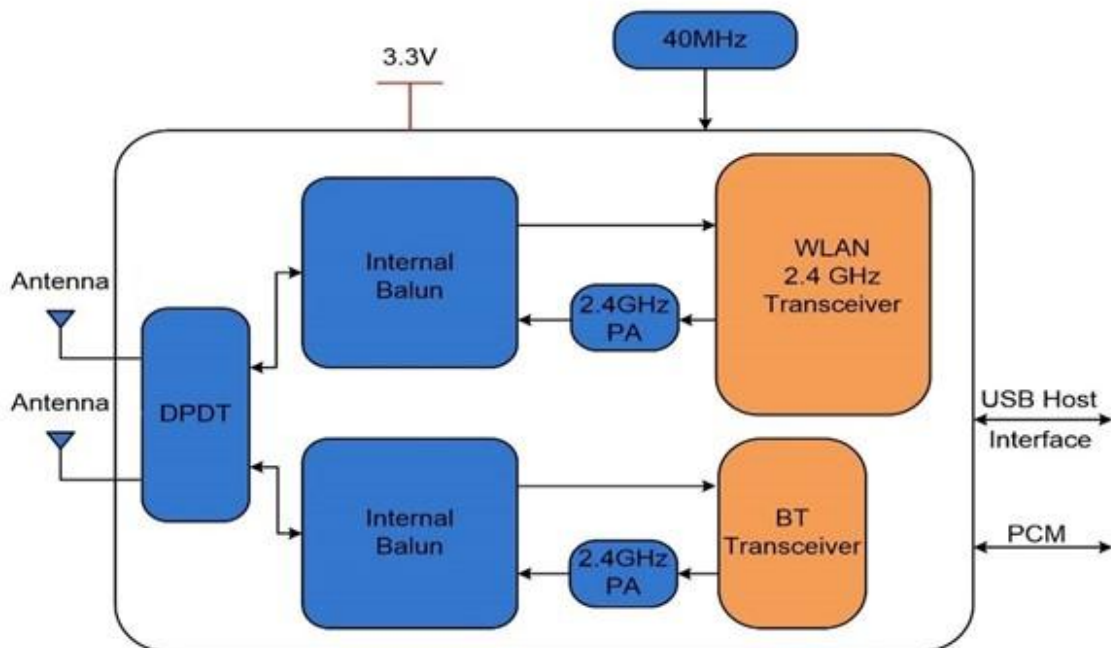 40MHz
3.3V
Internal
Balun
WLAN
2.4 GHz
Transceiver
Antenna
2.4GHz
PA
Antenna
DPDT
USB Host
Interface
Internal
Balun
BT
Transceiver
2.4GHz
PA
PCM